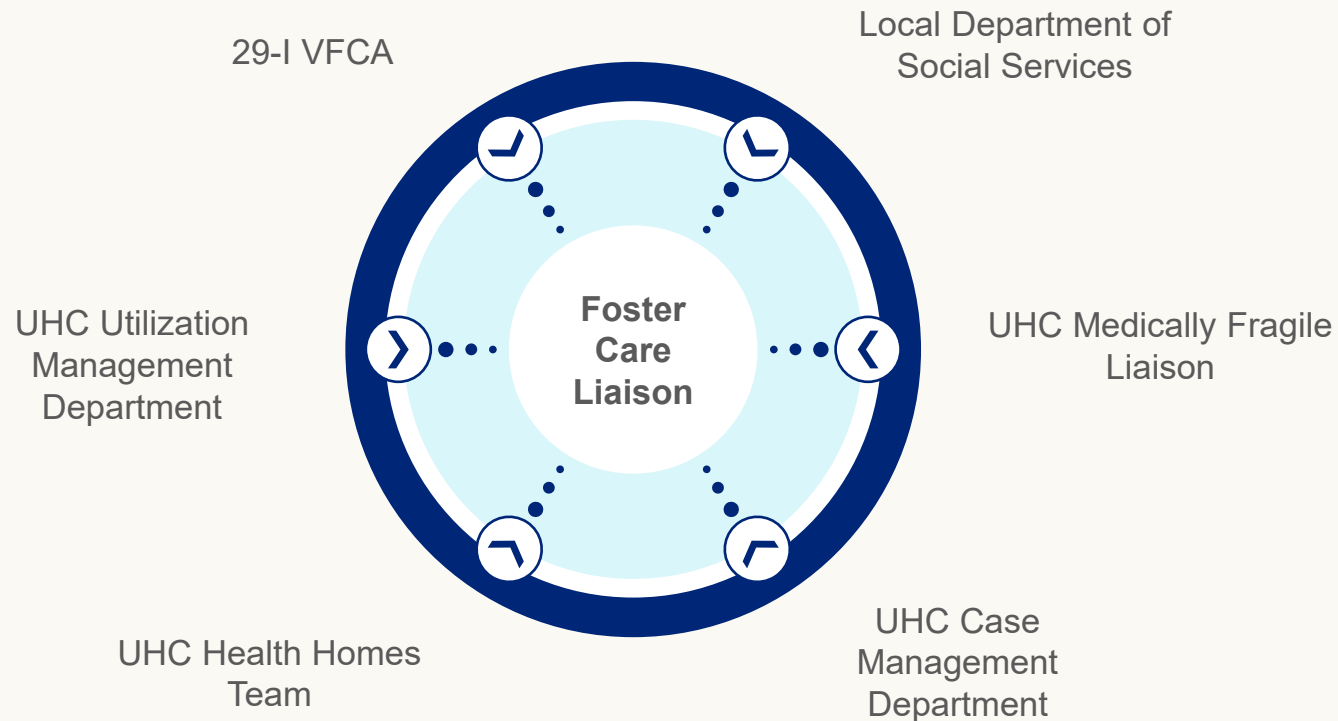 29-I VFCA
Local Department of
Social Services
UHC Utilization
Management
Department
Foster
Care
Liaison
UHC Medically Fragile
Liaison
UHC Health Homes
Team
UHC Case
Management
Department